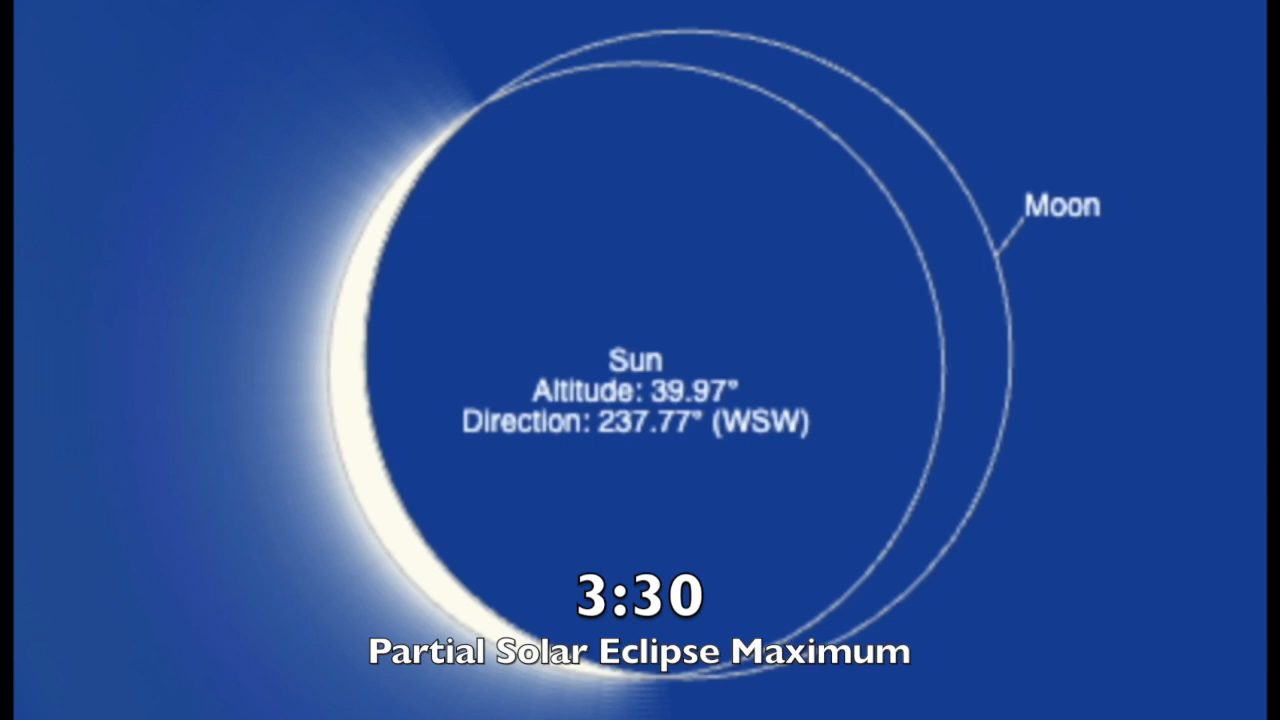 Moon
Sun
Altitude: 39.97°
Direction: 237.77° (WSW)
3:30
Partial Solar Eclipse Maximum